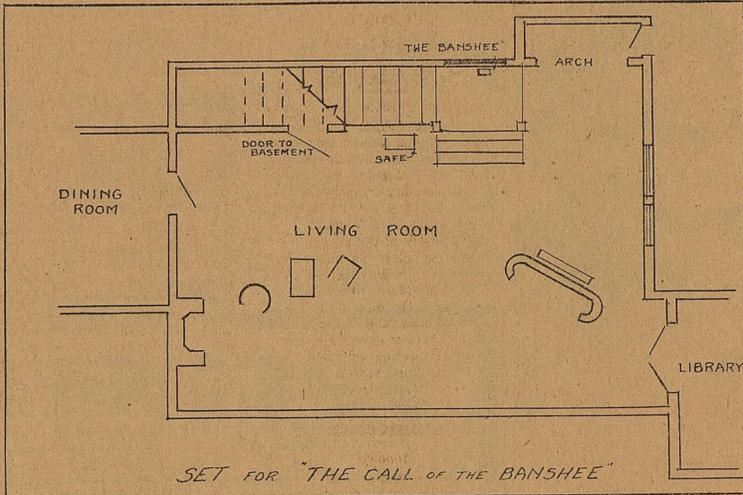 THE BANSHEE
ARCH
DOOR TO
BASEMENT
SAFE
DINING
ROOM
LIVING ROOM
LIBRARY
SET FOR "THE CALL OF THE BANSHEE"